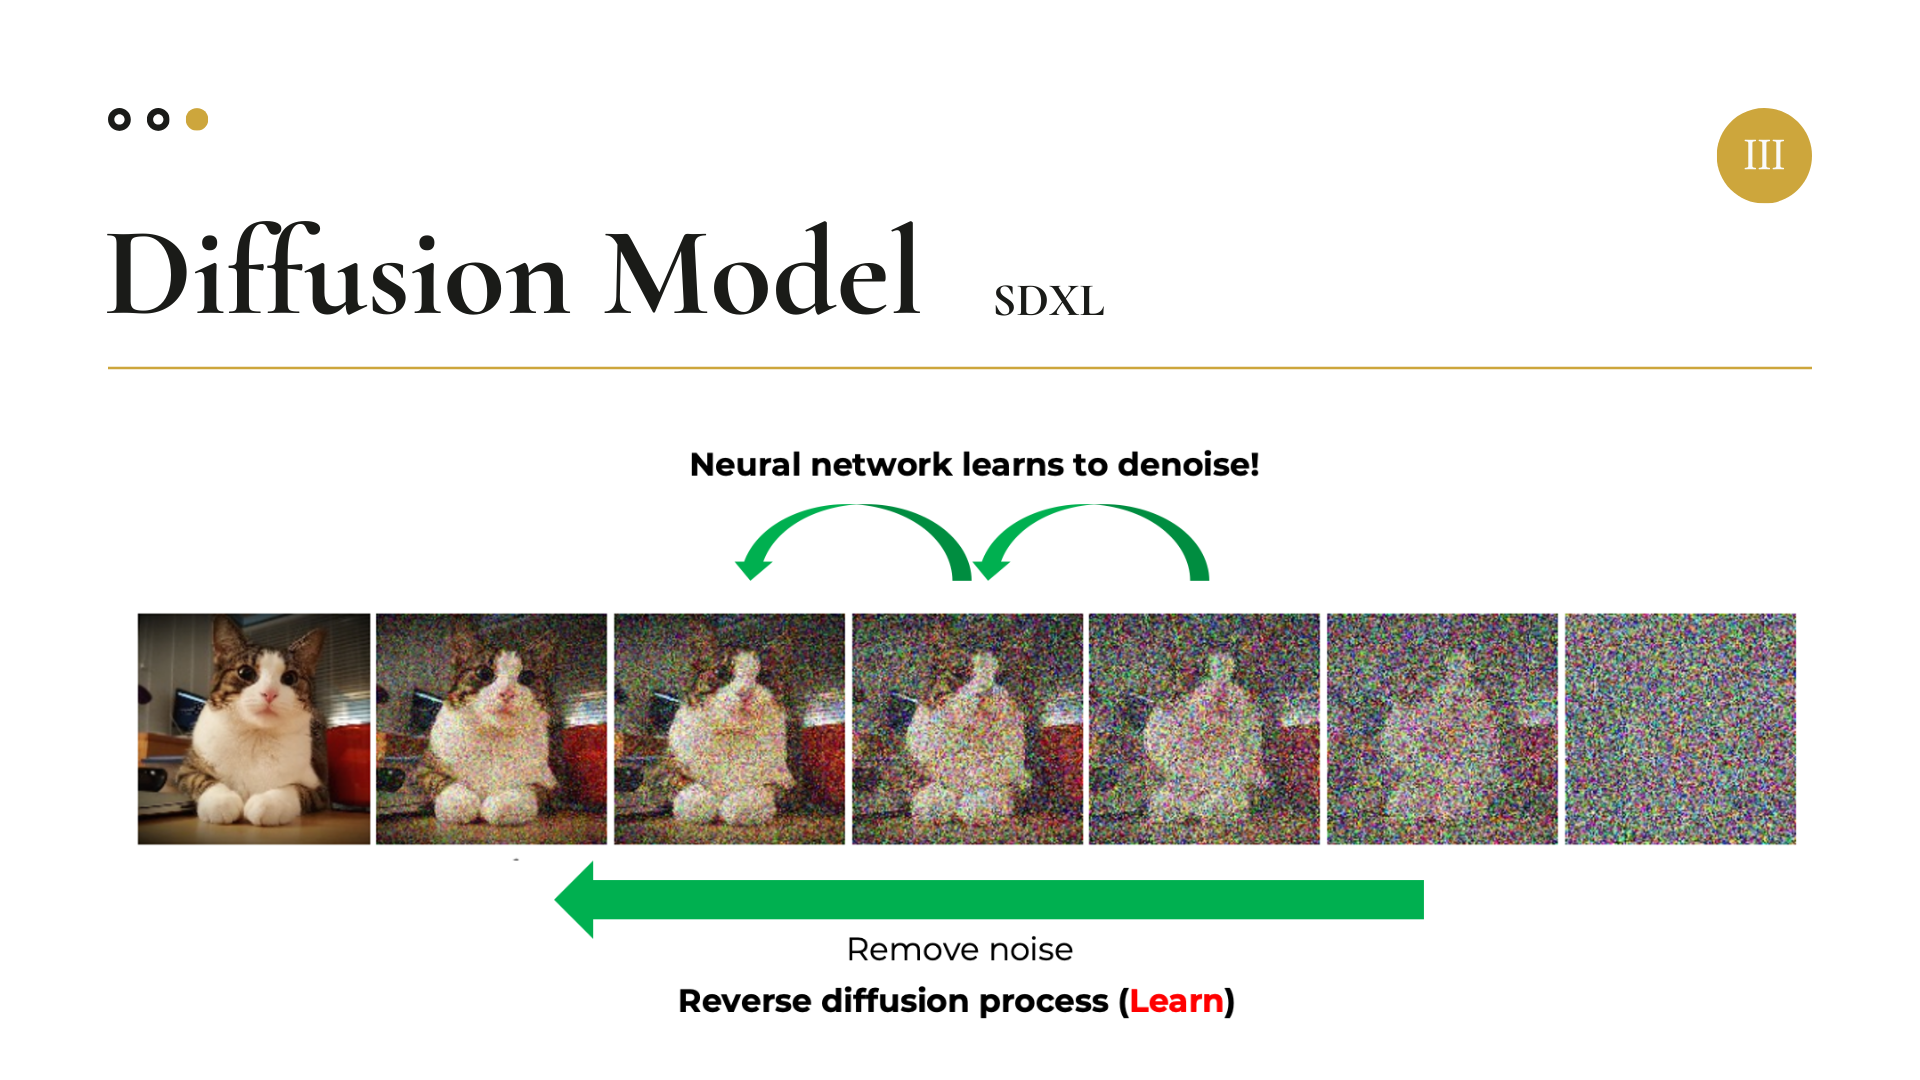 III
Diffusion Model SDXL
Neural network learns to denoise!
Remove noise
Reverse diffusion process (Learn)